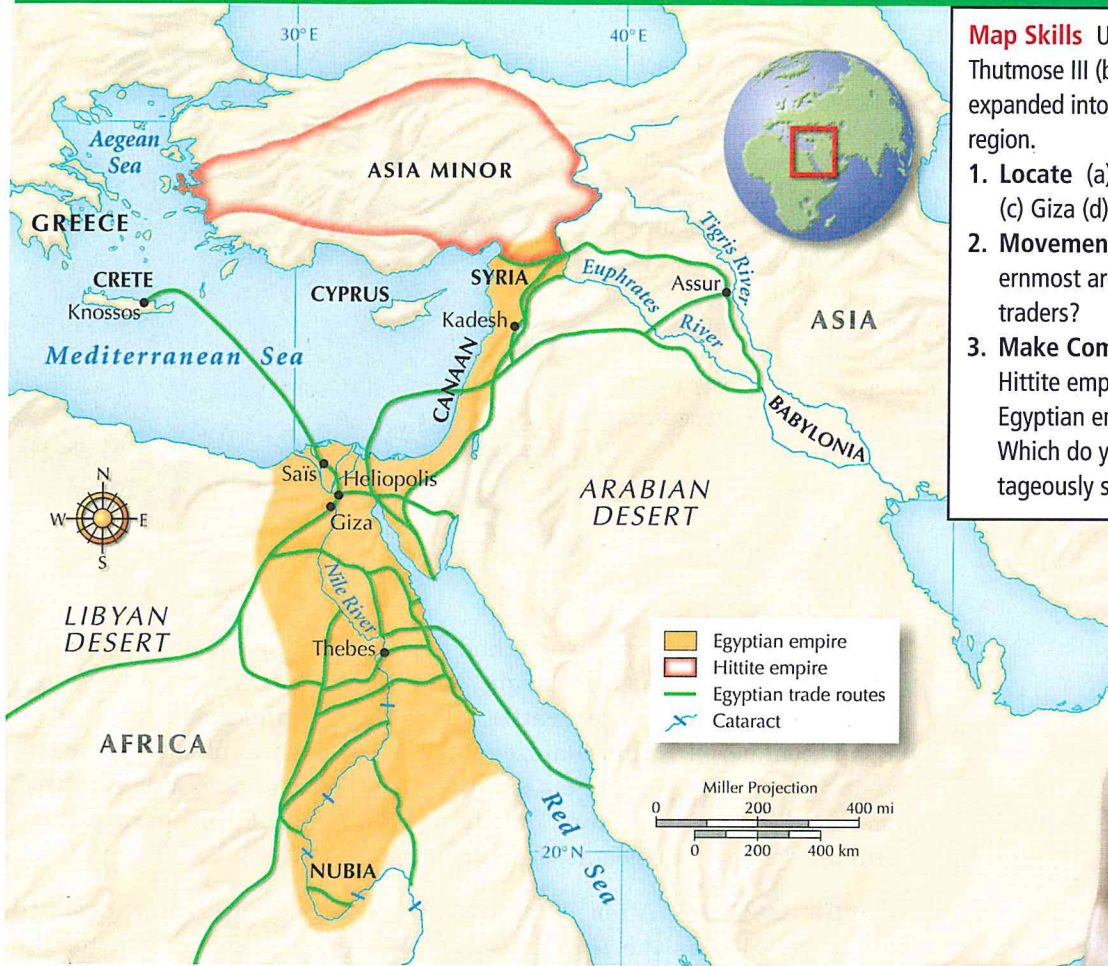 30°E
40°E
Aegean
Sea
ASIA MINOR
GREECE
CRETE
Knossos
CYPRUS
SYRIA
Kadesh
CANAAN
Tigris River
Euphrates
River
Assur
ASIA
Mediterranean Sea
BABYLONIA
Saïs
Heliopolis
Giza
N
W
E
S
ARABIAN
DESERT
LIBYAN
DESERT
Nile River
Thebes
AFRICA
NUBIA
Red Sea
20°N
Egyptian empire
Hittite empire
Egyptian trade routes
Cataract
Miller Projection
0 200 400 mi
0 200 400 km
Map Skills U
Thutmose III (b
expanded into
region.
1. Locate (a)
(c) Giza (d)
2. Movemen
ernmost ar
traders?
3. Make Com
Hittite emp
Egyptian en
Which do y
tageously s